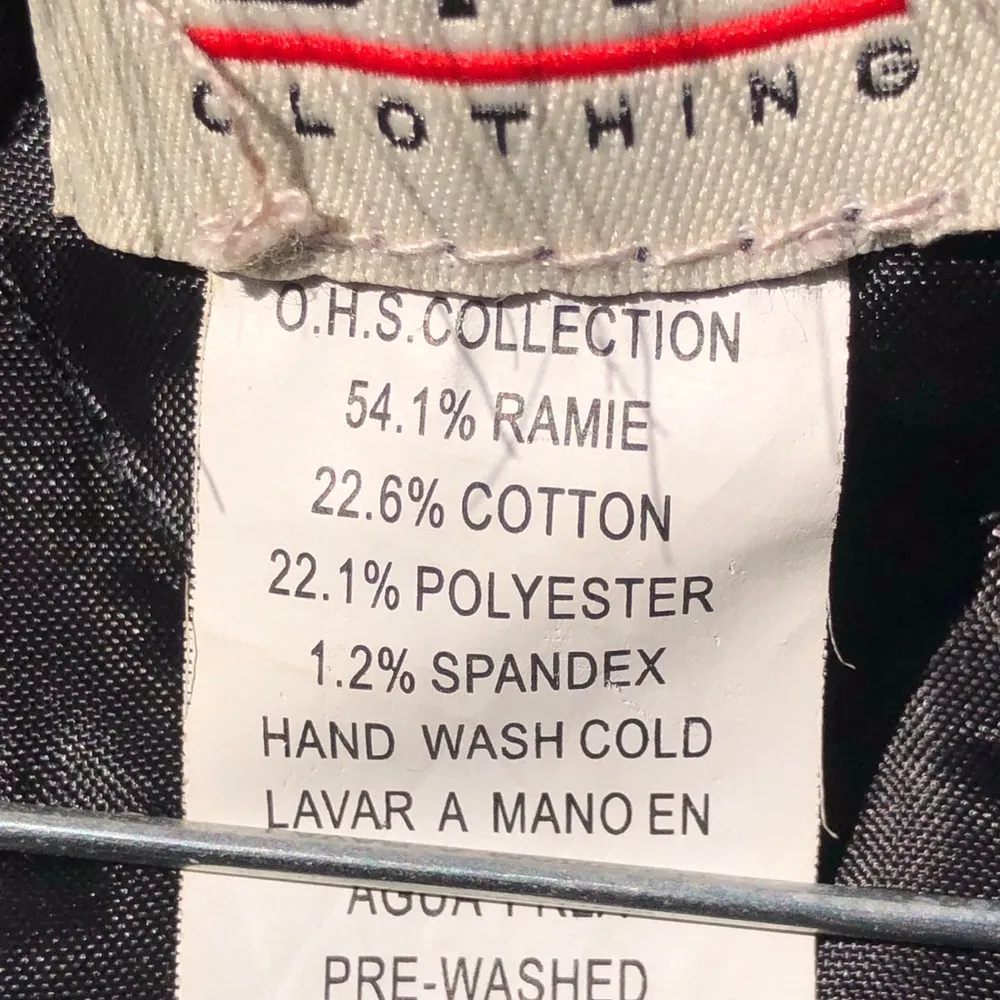 CLOTHING®
O.H.S.COLLECTION
54.1% RAMIE
22.6% COTTON
22.1% POLYESTER
1.2% SPANDEX
HAND WASH COLD
LAVAR A MANO EN
AGUA
PRE-WASHED